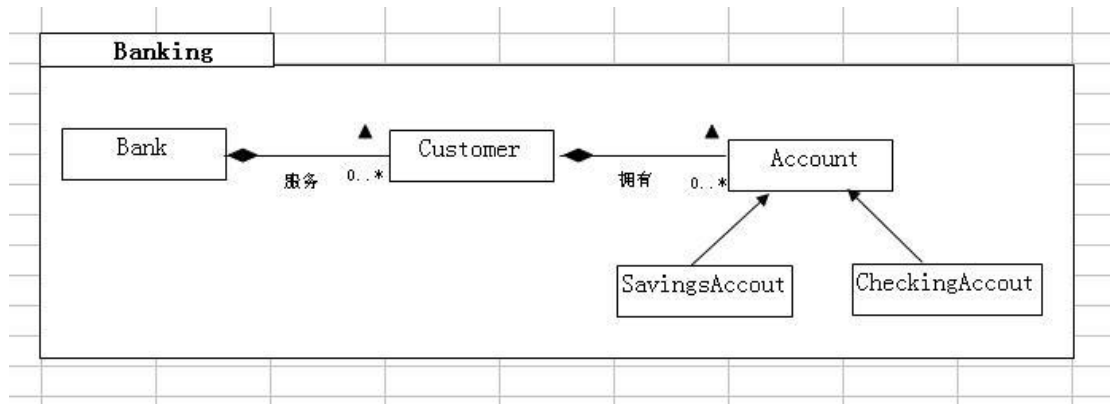 Banking
Bank
Customer
Account
服务
0..*
拥有
0..*
SavingsAccout
CheckingAccout